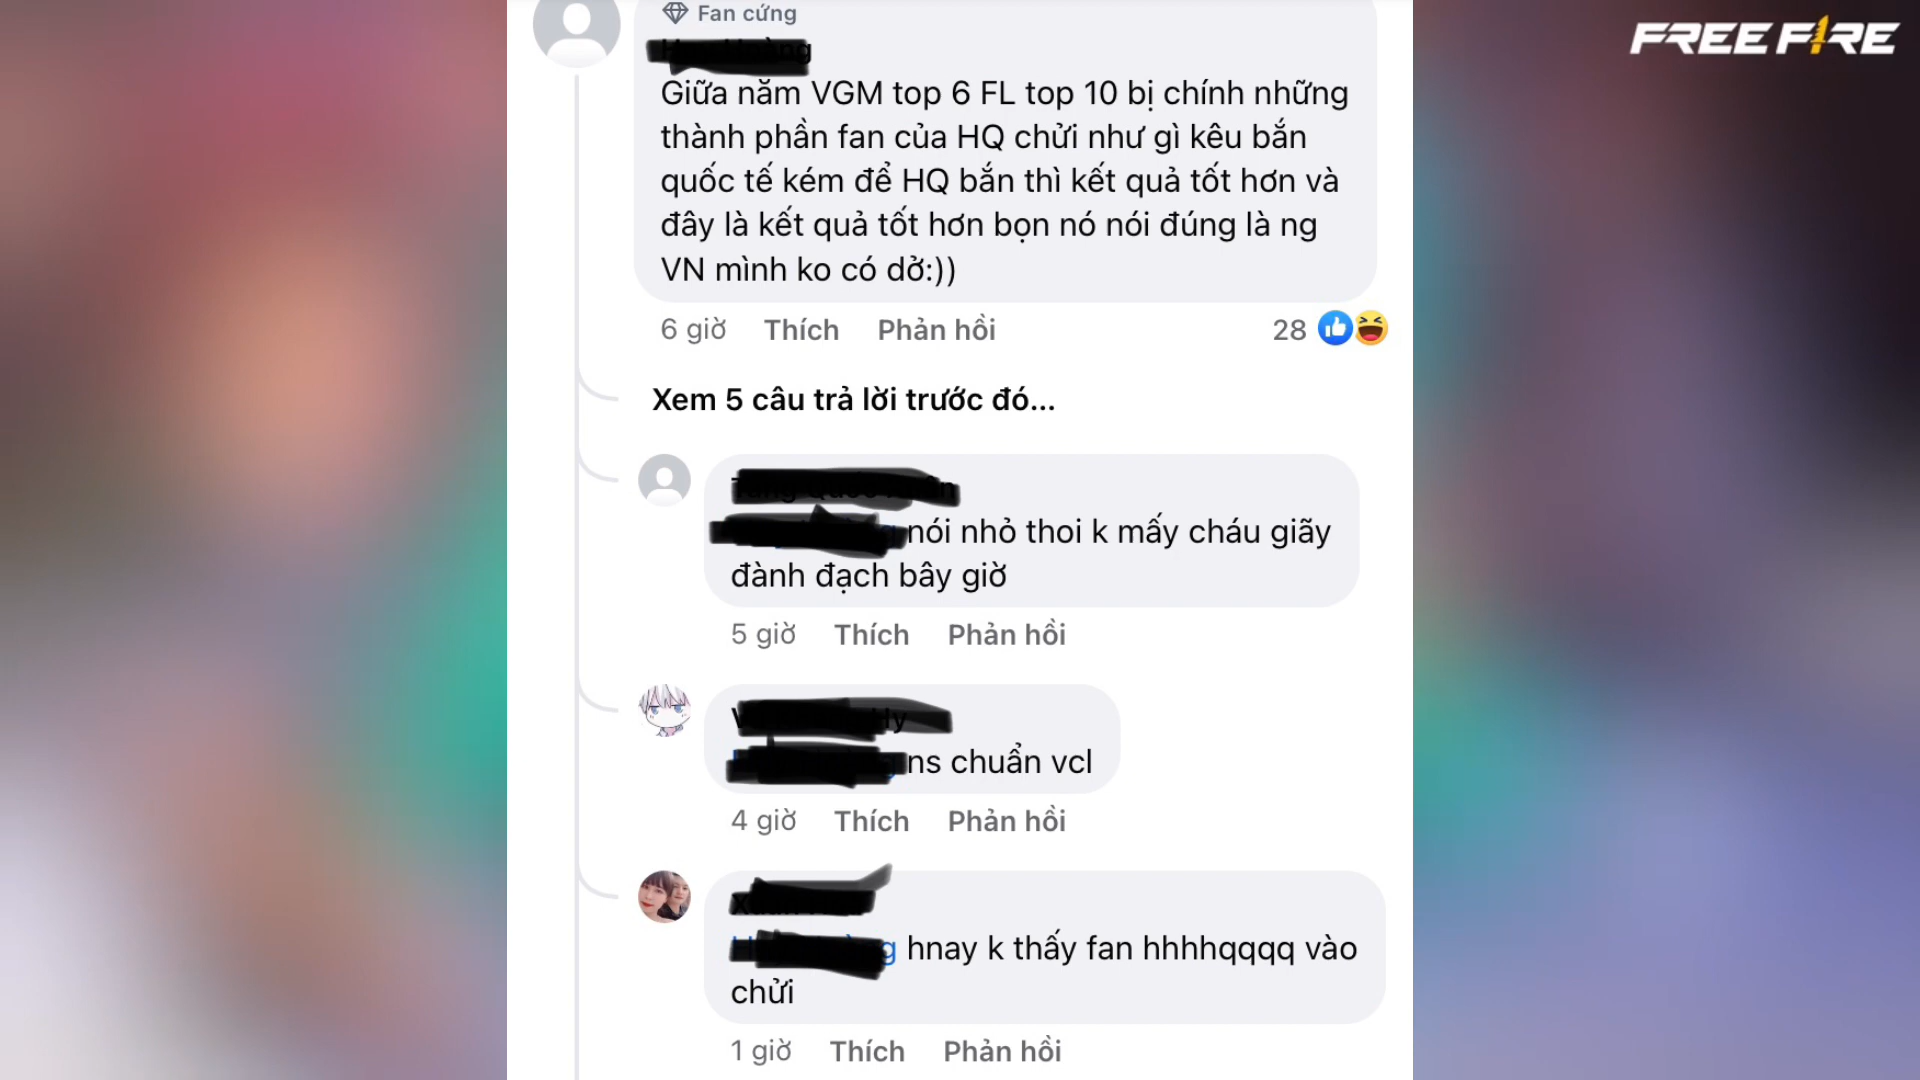 Fan cứng
FREE FIRE
Giữa năm VGM top 6 FL top 10 bị chính những
thành phần fan của HQ chửi như gì kêu bắn
quốc tế kém để HQ bắn thì kết quả tốt hơn và
đây là kết quả tốt hơn bọn nó nói đúng là ng
VN mình ko có dở:))
6 giờ Thích Phản hồi 28
Xem 5 câu trả lời trước đó...
nói nhỏ thoi k mấy cháu giãy
đành đạch bây giờ
5 giờ Thích Phản hồi
ns chuẩn vcl
4 giờ Thích Phản hồi
hnay k thấy fan hhhhqqqq vào
chửi
1 giờ Thích Phản hồi